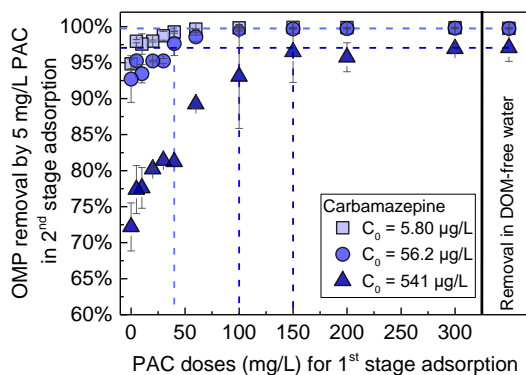 OMP removal by 5 mg/L PAC
in 2nd stage adsorption
100%
95%
90%
85%
80%
75%
70%
65%
60%
0
50
100
150
200
250
300
PAC doses (mg/L) for 1st stage adsorption
Carbamazepine
C0 = 5.80 µg/L
C0 = 56.2 µg/L
C0 = 541 µg/L
Removal in DOM-free water